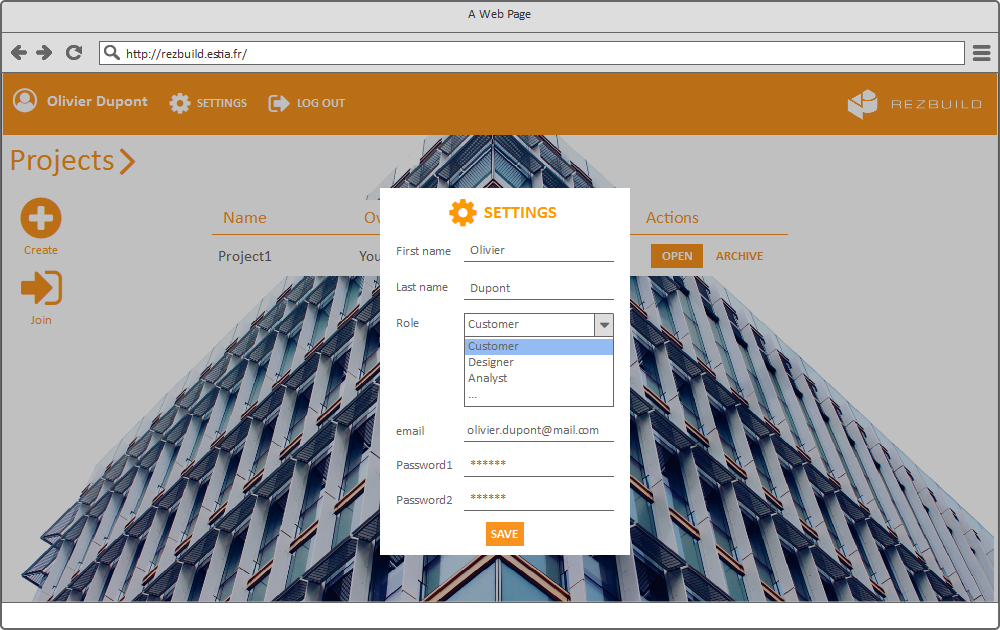 A Web Page
http://rezbuild.estia.fr/
Olivier Dupont
SETTINGS
LOG OUT
REZBUILD
Projects
Create
Join
Name
Actions
Project1
OPEN
ARCHIVE
SETTINGS
First name
Olivier
Last name
Dupont
Role
Customer
Customer
Designer
Analyst
...
email
olivier.dupont@mail.com
Password1
******
Password2
******
SAVE